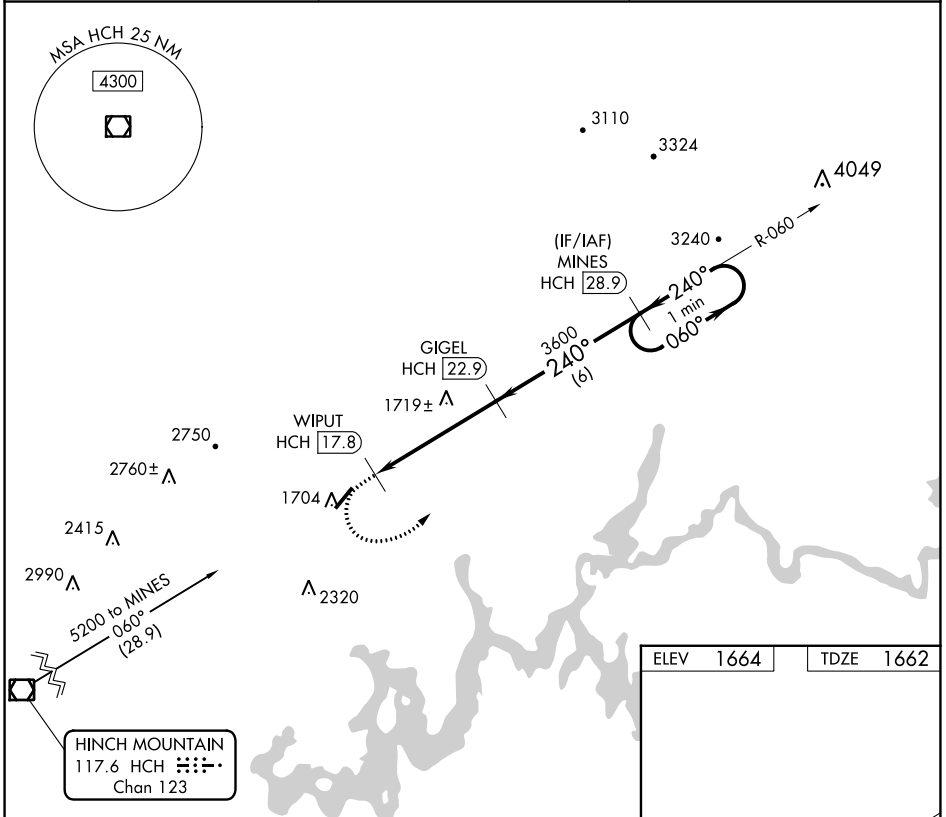 MSA HCH 25 NM
4300
3110
3324
4049
3240
R-060
(IF/IAF)
MINES
HCH 28.9
240°
1 min
060°
3600
240°
(6)
GIGEL
HCH 22.9
1719±
WIPUT
HCH 17.8
2750
2760±
1704
2415
2990
2320
5200 to MINES
060°
(28.9)
ELEV 1664
TDZE 1662
HINCH MOUNTAIN
117.6 HCH
Chan 123